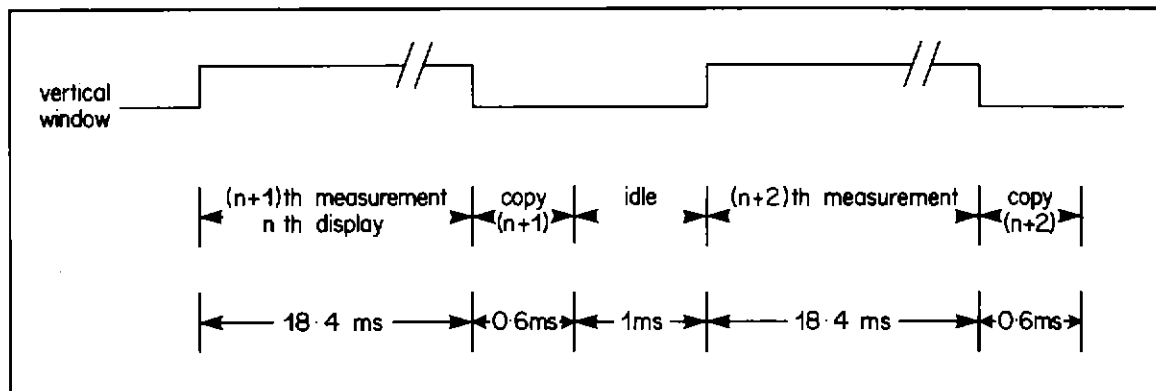 vertical
window
(n+1)th measurement
n th display
copy
(n+1)
idle
(n+2)th measurement
copy
(n+2)
18·4 ms
0·6ms
1ms
18·4 ms
0·6ms